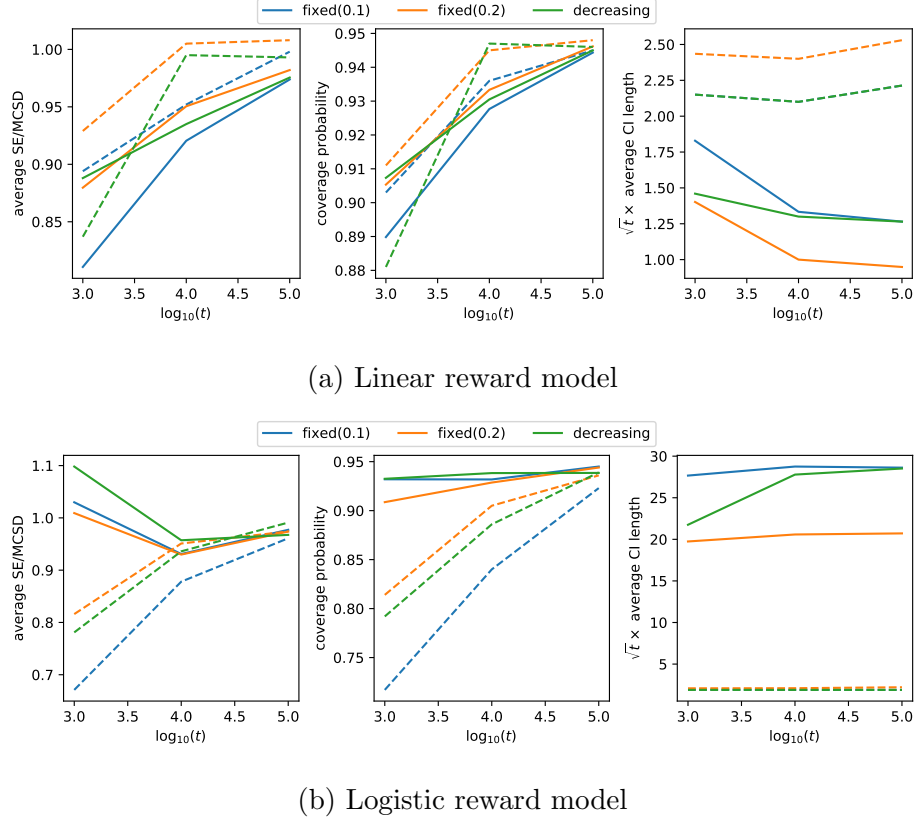 fixed(0.1) fixed(0.2) decreasing
average SE/MCSD
1.00
0.95
0.90
0.85
3.0 3.5 4.0 4.5 5.0
log₁₀(t)
coverage probability
0.95
0.94
0.93
0.92
0.91
0.90
0.89
0.88
3.0 3.5 4.0 4.5 5.0
log₁₀(t)
√t × average CI length
2.50
2.25
2.00
1.75
1.50
1.25
1.00
3.0 3.5 4.0 4.5 5.0
log₁₀(t)
(a) Linear reward model
fixed(0.1) fixed(0.2) decreasing
average SE/MCSD
1.1
1.0
0.9
0.8
0.7
3.0 3.5 4.0 4.5 5.0
log₁₀(t)
coverage probability
0.95
0.90
0.85
0.80
0.75
3.0 3.5 4.0 4.5 5.0
log₁₀(t)
√t × average CI length
30
25
20
15
10
5
3.0 3.5 4.0 4.5 5.0
log₁₀(t)
(b) Logistic reward model